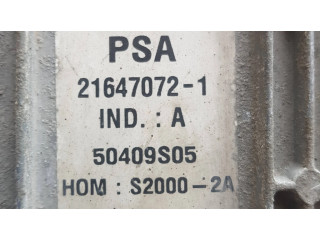 PSA
21647072-1
IND. : A
50409S05
HOM : S2000-2A